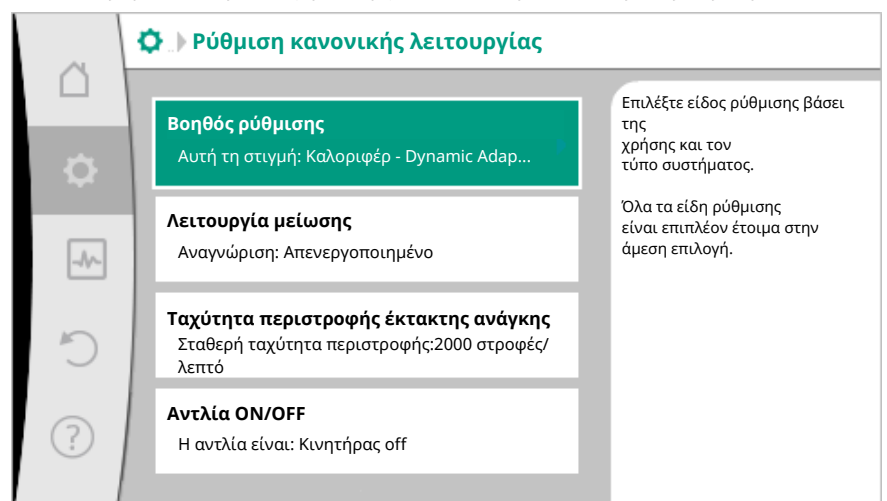 Ρύθμιση κανονικής λειτουργίας
Βοηθός ρύθμισης
Αυτή τη στιγμή: Καλοριφέρ - Dynamic Adap...
Λειτουργία μείωσης
Αναγνώριση: Απενεργοποιημένο
Ταχύτητα περιστροφής έκτακτης ανάγκης
Σταθερή ταχύτητα περιστροφής:2000 στροφές/
λεπτό
Αντλία ON/OFF
Η αντλία είναι: Κινητήρας off
Επιλέξτε είδος ρύθμισης βάσει
της
χρήσης και τον
τύπο συστήματος.
Όλα τα είδη ρύθμισης
είναι επιπλέον έτοιμα στην
άμεση επιλογή.